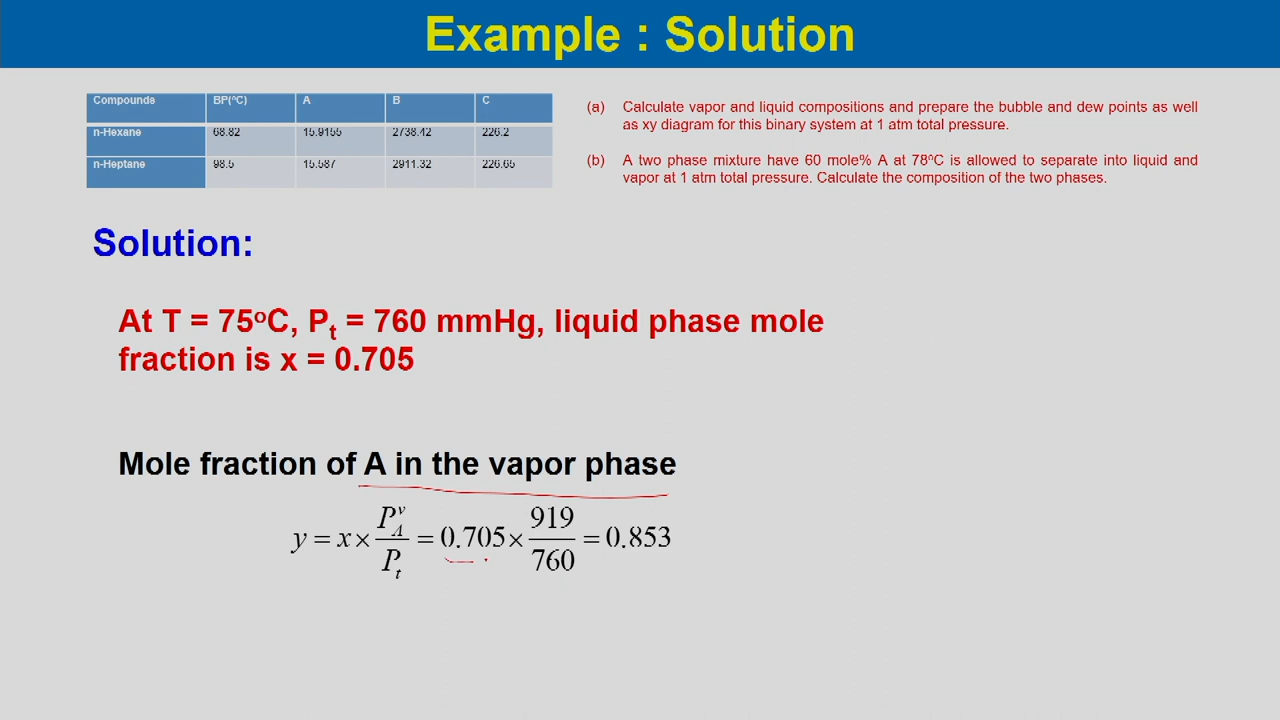 Example : Solution
Compounds BP(°C) A B C
n-Hexane 68.82 15.9155 2738.42 226.2
n-Heptane 98.5 15.587 2911.32 226.65
(a) Calculate vapor and liquid compositions and prepare the bubble and dew points as well
as xy diagram for this binary system at 1 atm total pressure.
(b) A two phase mixture have 60 mole% A at 78ºC is allowed to separate into liquid and
vapor at 1 atm total pressure. Calculate the composition of the two phases.
Solution:
At T = 75ºC, Pt = 760 mmHg, liquid phase mole
fraction is x = 0.705
Mole fraction of A in the vapor phase
y = x × P_A^v / P_t = 0.705 × 919 / 760 = 0.853